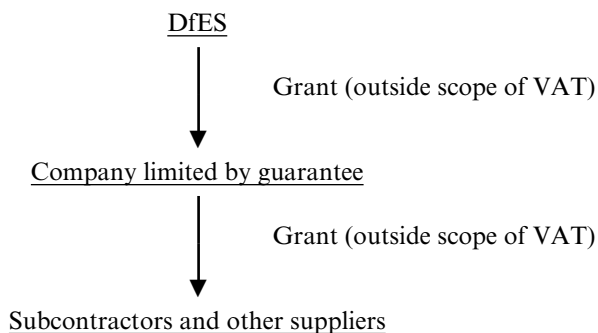 DfES
Grant (outside scope of VAT)
Company limited by guarantee
Grant (outside scope of VAT)
Subcontractors and other suppliers